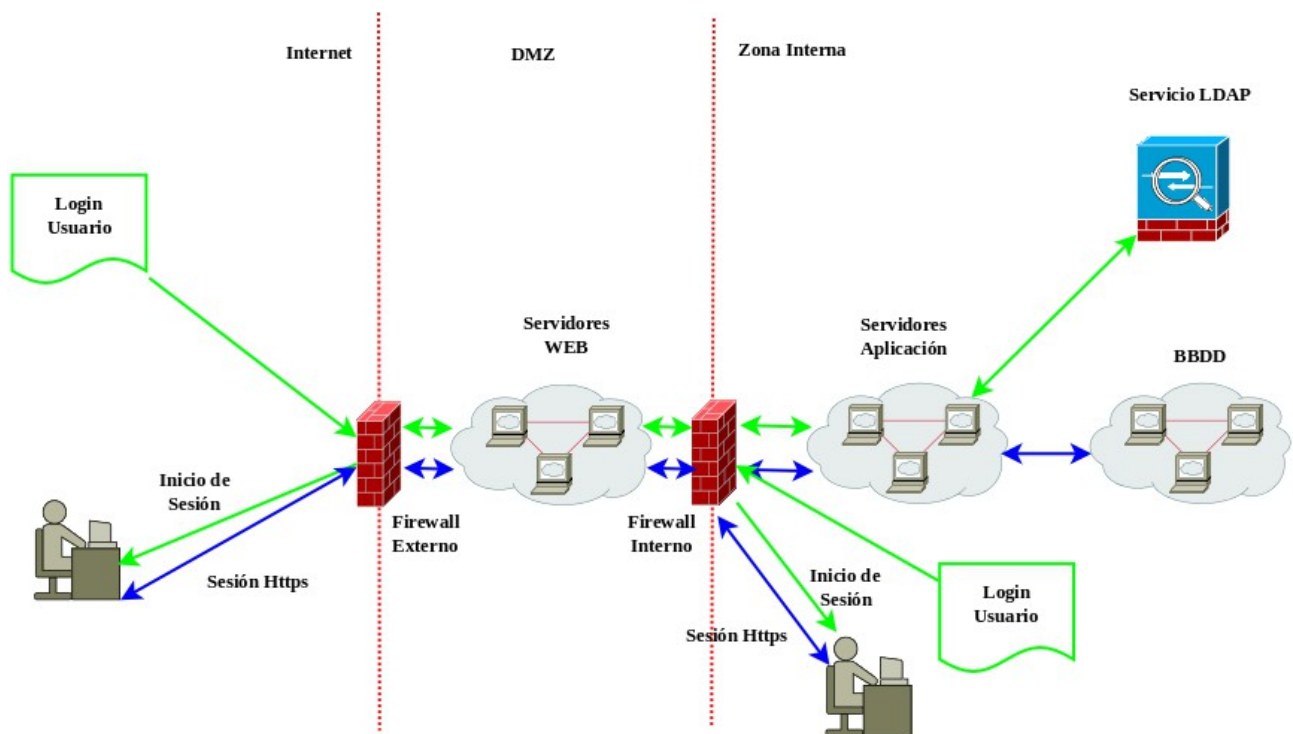 Internet
DMZ
Zona Interna
Servicio LDAP
Login
Usuario
Servidores
WEB
Servidores
Aplicación
BBDD
Inicio de
Sesión
Firewall
Externo
Firewall
Interno
Sesión Https
Inicio de
Sesión
Login
Usuario
Sesión Https